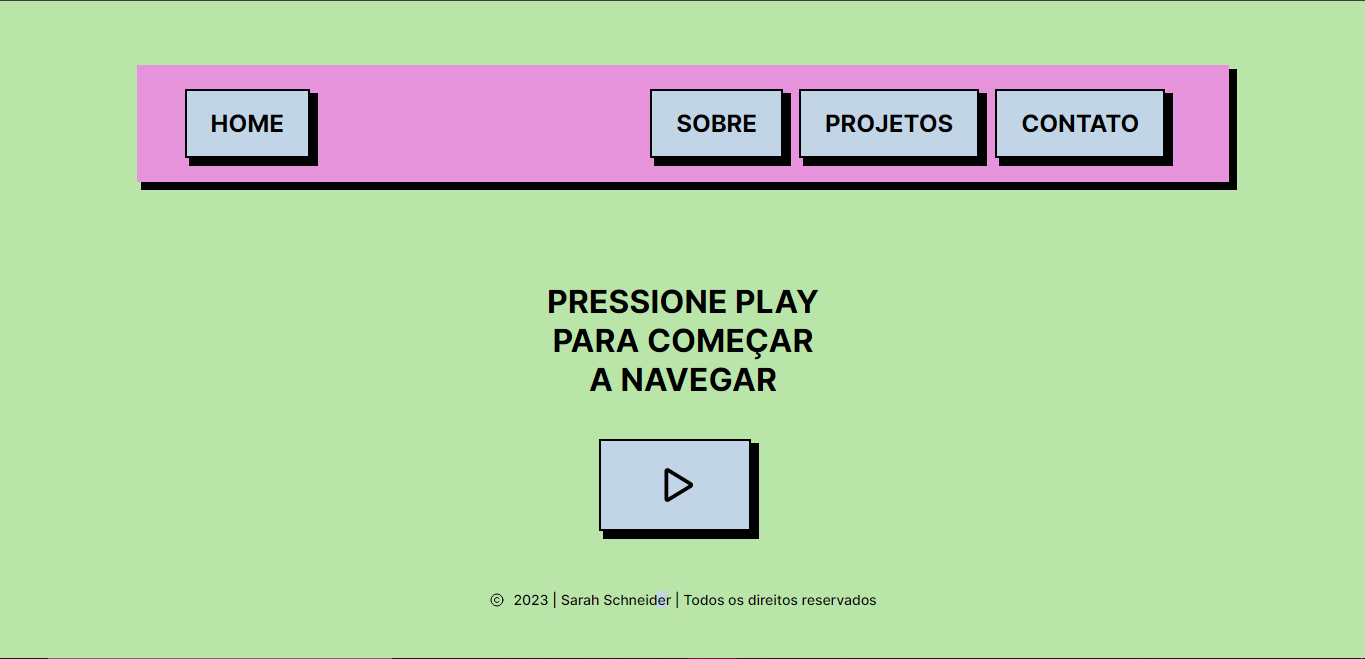 HOME
SOBRE
PROJETOS
CONTATO
PRESSIONE PLAY
PARA COMEÇAR
A NAVEGAR
© 2023 | Sarah Schneider | Todos os direitos reservados